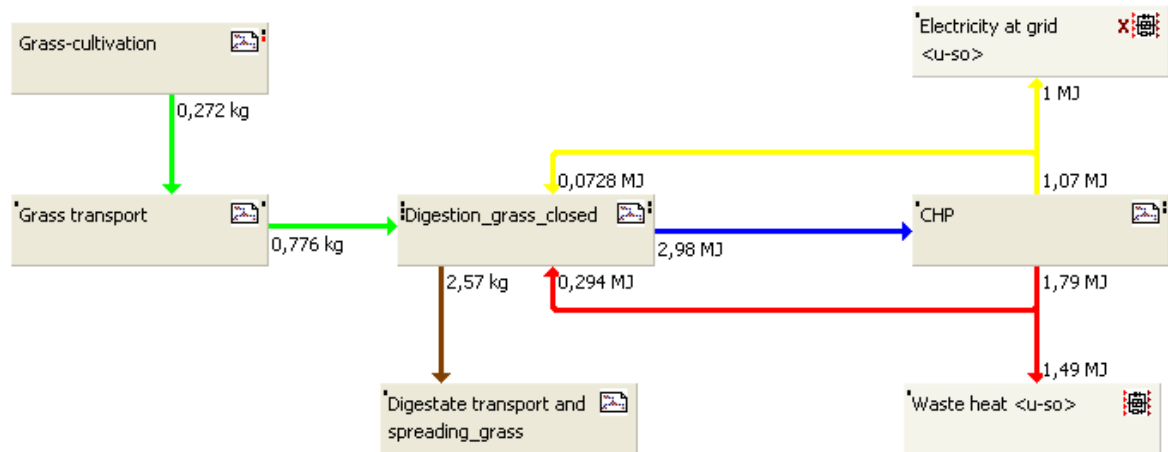 Grass-cultivation
Electricity at grid
<u-so>
X
0,272 kg
1 MJ
0,0728 MJ
1,07 MJ
Grass transport
Digestion_grass_closed
CHP
0,776 kg
2,98 MJ
2,57 kg
0,294 MJ
1,79 MJ
1,49 MJ
Digestate transport and
spreading_grass
Waste heat <u-so>